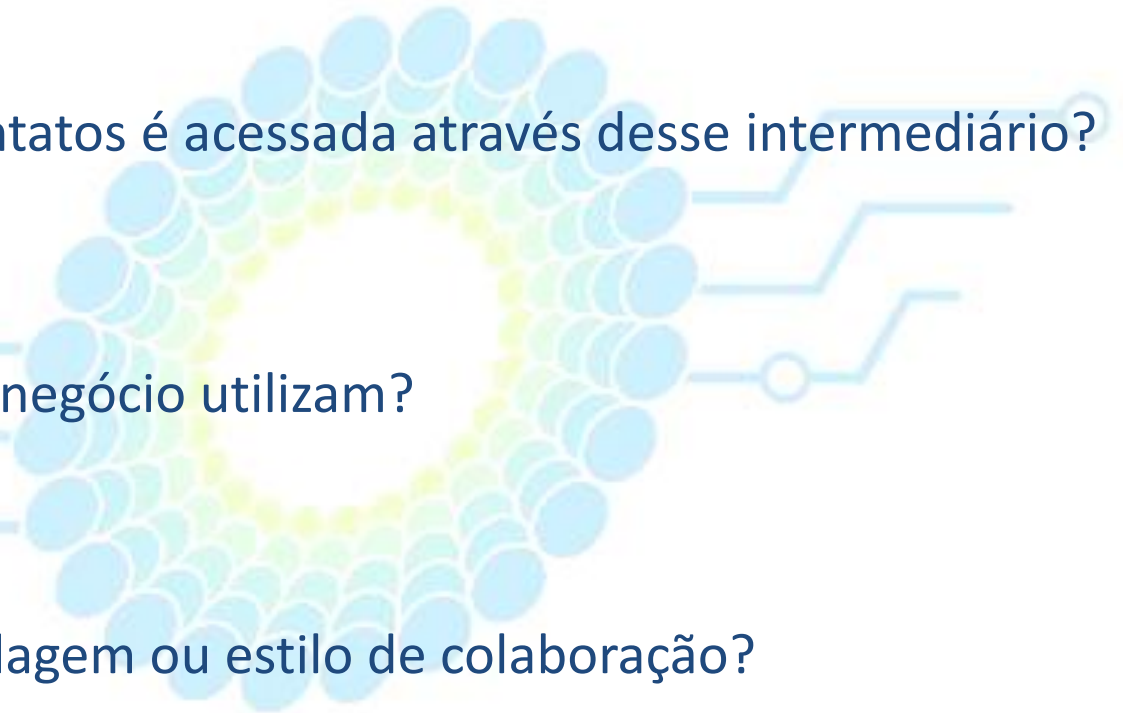 ntatos é acessada através desse intermediário?
negócio utilizam?
lagem ou estilo de colaboração?